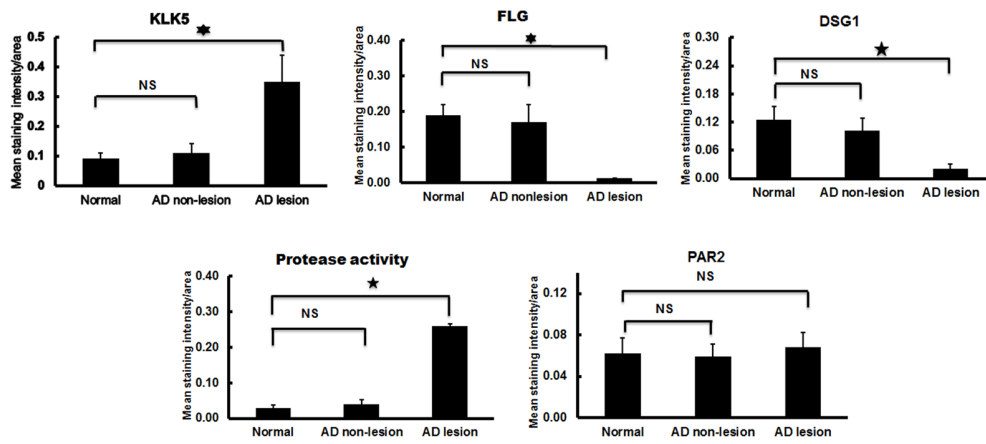 KLK5
Mean staining intensity/area
0.5
0.4
0.3
0.2
0.1
0
NS
Normal
AD non-lesion
AD lesion
FLG
Mean staining intensity/area
0.40
0.30
0.20
0.10
0.00
NS
Normal
AD nonlesion
AD lesion
DSG1
Mean staining intensity/area
0.30
0.24
0.18
0.12
0.06
0.00
NS
Normal
AD non-lesion
AD lesion
Protease activity
Mean staining intensity/area
0.40
0.30
0.20
0.10
0.00
NS
Normal
AD non-lesion
AD lesion
PAR2
Mean staining intensity/area
0.12
0.08
0.04
0.00
NS
NS
Normal
AD non-lesion
AD lesion